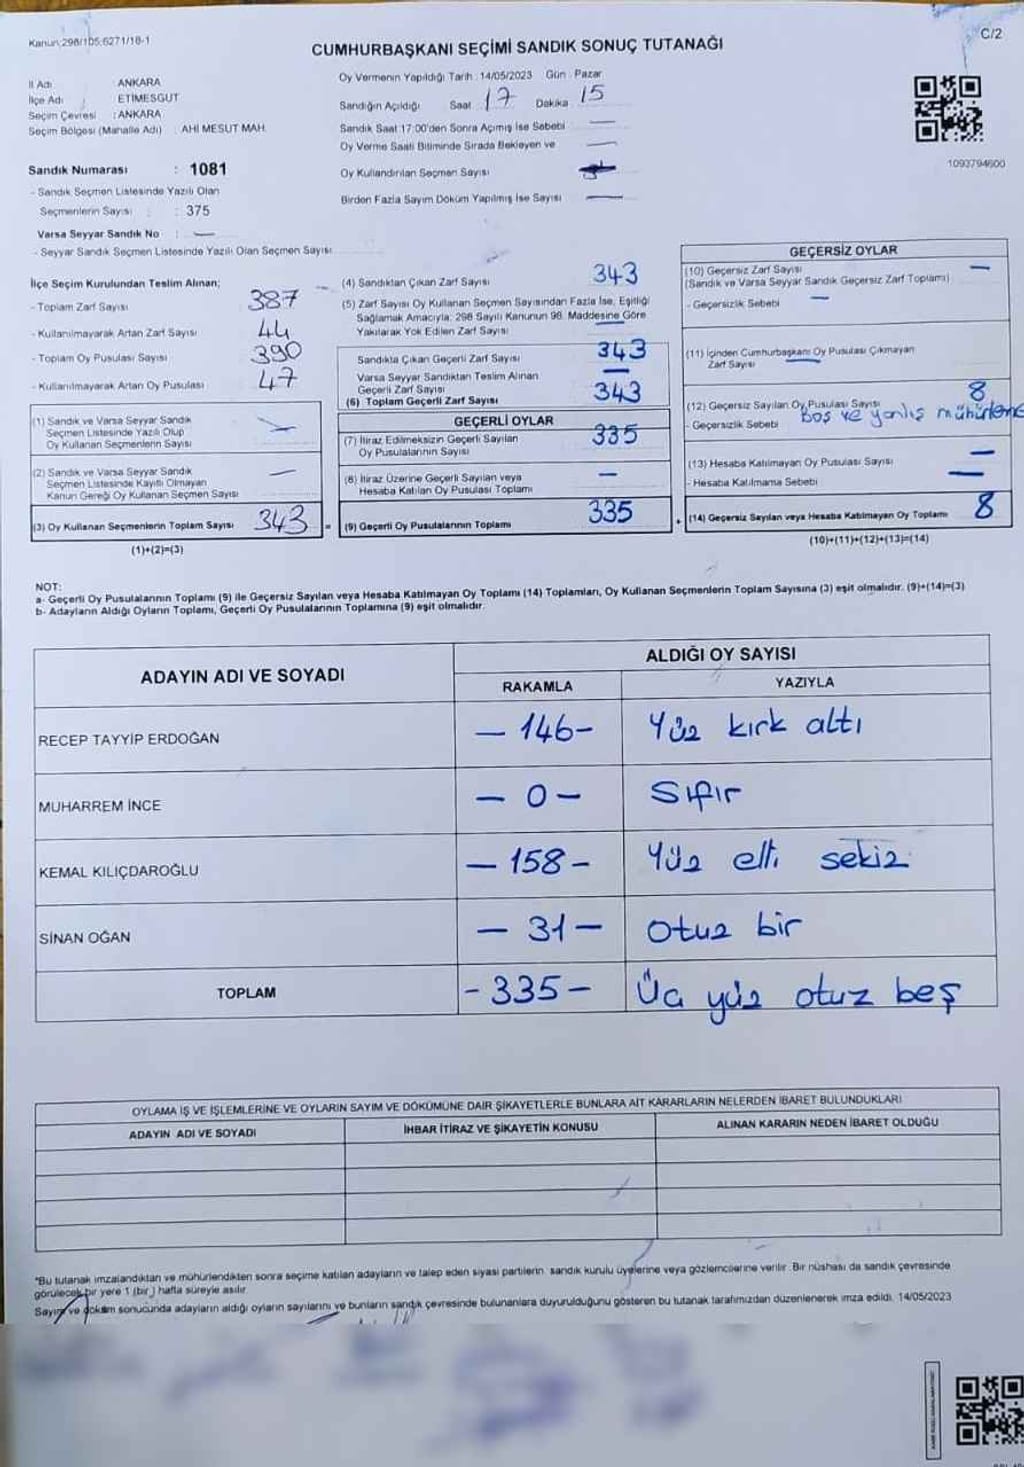 Kanun:298/105;6271/18-1
C/2
CUMHURBAŞKANI SEÇİMİ SANDIK SONUÇ TUTANAĞI
İl Adı : ANKARA
İlçe Adı : ETİMESGUT
Seçim Çevresi : ANKARA
Seçim Bölgesi (Mahalle Adı) : AHİ MESUT MAH.
Sandık Numarası : 1081
- Sandık Seçmen Listesinde Yazılı Olan
Seçmenlerin Sayısı : 375
Varsa Seyyar Sandık No : —
- Seyyar Sandık Seçmen Listesinde Yazılı Olan Seçmen Sayısı
Oy Vermenin Yapıldığı Tarih : 14/05/2023 Gün : Pazar
Sandığın Açıldığı Saat 17 Dakika 15
Sandık Saat 17:00'den Sonra Açımış İse Sebebi —
Oy Verme Saati Bitiminde Sırada Bekleyen ve —
Oy Kullandırılan Seçmen Sayısı
Birden Fazla Sayım Döküm Yapılmış İse Sayısı —
1093794600
İlçe Seçim Kurulundan Teslim Alınan;
- Toplam Zarf Sayısı 387
- Kullanılmayarak Artan Zarf Sayısı 44
- Toplam Oy Pusulası Sayısı 390
- Kullanılmayarak Artan Oy Pusulası 47
(1) Sandık ve Varsa Seyyar Sandık
Seçmen Listesinde Yazılı Olup
Oy Kullanan Seçmenlerin Sayısı
(2) Sandık ve Varsa Seyyar Sandık —
Seçmen Listesinde Kayıtlı Olmayan
Kanun Gereği Oy Kullanan Seçmen Sayısı
(3) Oy Kullanan Seçmenlerin Toplam Sayısı 343
(1)+(2)=(3)
(4) Sandıktan Çıkan Zarf Sayısı 343
(5) Zarf Sayısı Oy Kullanan Seçmen Sayısından Fazla İse, Eşitliği
Sağlamak Amacıyla; 298 Sayılı Kanunun 98. Maddesine Göre
Yakılarak Yok Edilen Zarf Sayısı —
Sandıkta Çıkan Geçerli Zarf Sayısı 343
Varsa Seyyar Sandıktan Teslim Alınan —
Geçerli Zarf Sayısı
(6) Toplam Geçerli Zarf Sayısı 343
GEÇERLİ OYLAR
(7) İtiraz Edilmeksizin Geçerli Sayılan 335
Oy Pusulalarının Sayısı
(8) İtiraz Üzerine Geçerli Sayılan veya —
Hesaba Katılan Oy Pusulası Toplamı
= (9) Geçerli Oy Pusulalarının Toplamı 335
GEÇERSİZ OYLAR
(10) Geçersiz Zarf Sayısı —
(Sandık ve Varsa Seyyar Sandık Geçersiz Zarf Toplamı)
- Geçersizlik Sebebi —
(11) İçinden Cumhurbaşkanı Oy Pusulası Çıkmayan
Zarf Sayısı —
(12) Geçersiz Sayılan Oy Pusulası Sayısı 8
- Geçersizlik Sebebi Boş ve yanlış mühürleme
(13) Hesaba Katılmayan Oy Pusulası Sayısı —
- Hesaba Katılmama Sebebi —
+ (14) Geçersiz Sayılan veya Hesaba Katılmayan Oy Toplamı 8
(10)+(11)+(12)+(13)=(14)
NOT:
a- Geçerli Oy Pusulalarının Toplamı (9) ile Geçersiz Sayılan veya Hesaba Katılmayan Oy Toplamı (14) Toplamları, Oy Kullanan Seçmenlerin Toplam Sayısına (3) eşit olmalıdır. (9)+(14)=(3)
b- Adayların Aldığı Oyların Toplamı, Geçerli Oy Pusulalarının Toplamına (9) eşit olmalıdır.
ADAYIN ADI VE SOYADI
ALDIĞI OY SAYISI
RAKAMLA YAZIYLA
RECEP TAYYİP ERDOĞAN — 146 — Yüz kırk altı
MUHARREM İNCE — 0 — Sıfır
KEMAL KILIÇDAROĞLU — 158 — Yüz elli sekiz
SİNAN OĞAN — 31 — Otuz bir
TOPLAM - 335 — Üç yüz otuz beş
OYLAMA İŞ VE İŞLEMLERİNE VE OYLARIN SAYIM VE DÖKÜMÜNE DAİR ŞİKAYETLERLE BUNLARA AİT KARARLARIN NELERDEN İBARET BULUNDUKLARI
ADAYIN ADI VE SOYADI İHBAR İTİRAZ VE ŞİKAYETİN KONUSU ALINAN KARARIN NEDEN İBARET OLDUĞU
*Bu tutanak imzalandıktan ve mühürlendikten sonra seçime katılan adayların ve talep eden siyasi partilerin sandık kurulu üyelerine veya gözlemcilerine verilir. Bir nüshası da sandık çevresinde
görülecek bir yere 1 (bir) hafta süreyle asılır.
Sayım ve döküm sonucunda adayların aldığı oyların sayılarını ve bunların sandık çevresinde bulunanlara duyurulduğunu gösteren bu tutanak tarafımızdan düzenlenerek imza edildi. 14/05/2023